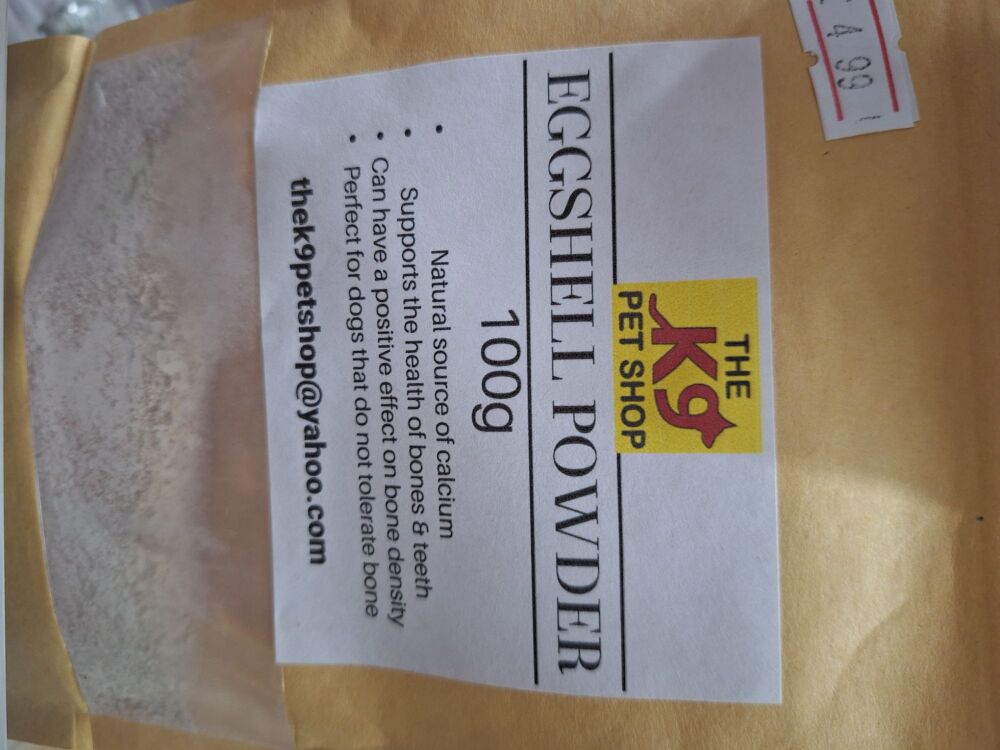 4 99
THE
K9
PET SHOP
EGGSHELL POWDER
100g
• Natural source of calcium
• Supports the health of bones & teeth
• Can have a positive effect on bone density
• Perfect for dogs that do not tolerate bone
thek9petshop@yahoo.com